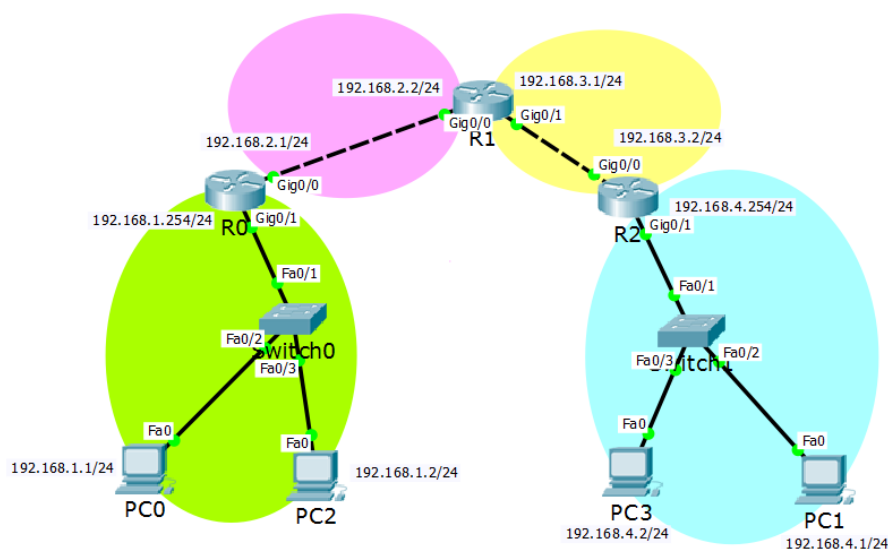 192.168.3.1/24
192.168.2.2/24
Gig0/0
Gig0/1
R1
192.168.2.1/24
192.168.3.2/24
Gig0/0
Gig0/0
192.168.1.254/24
Gig0/1
R0
192.168.4.254/24
Gig0/1
R2
Fa0/1
Fa0/1
Fa0/2
Switch0
Fa0/3
Fa0/3
Switch1
Fa0/2
Fa0
Fa0
Fa0
Fa0
192.168.1.1/24
192.168.1.2/24
PC0
PC2
PC3
PC1
192.168.4.2/24
192.168.4.1/24